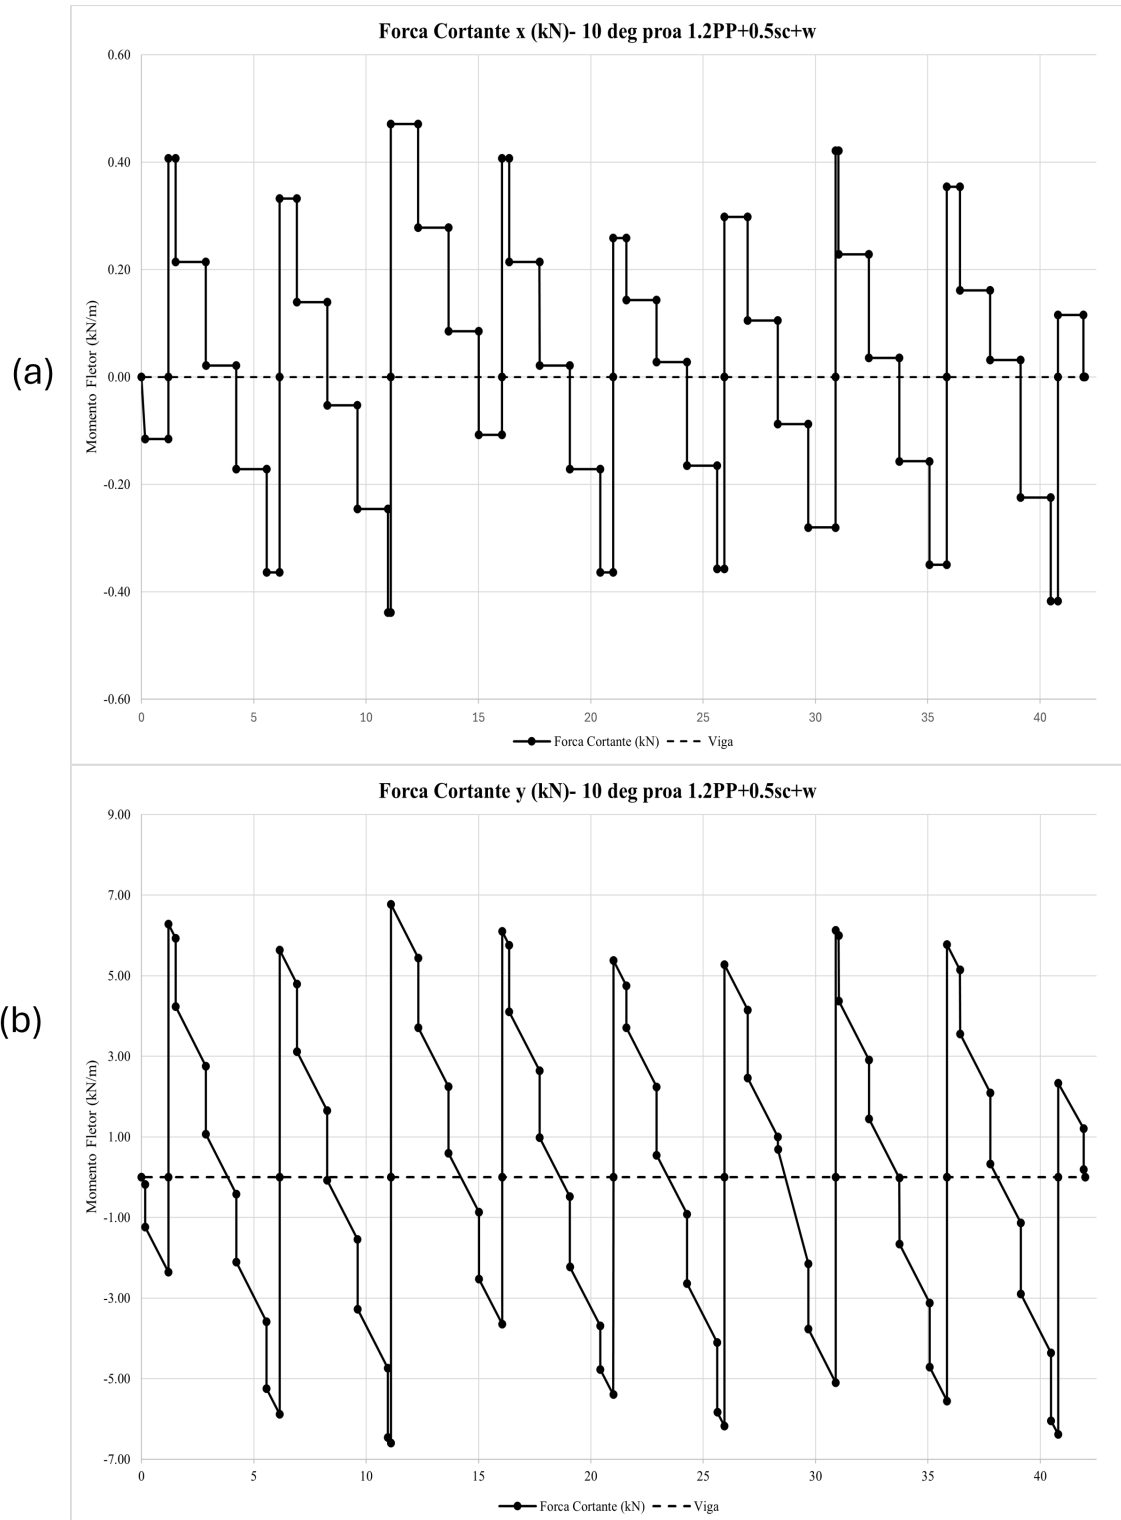 Forca Cortante x (kN)- 10 deg proa 1.2PP+0.5sc+w
0.60
0.40
0.20
0.00
-0.20
-0.40
-0.60
Momento Fletor (kN/m)
(a)
0 5 10 15 20 25 30 35 40
Forca Cortante (kN) Viga
Forca Cortante y (kN)- 10 deg proa 1.2PP+0.5sc+w
9.00
7.00
5.00
3.00
1.00
-1.00
-3.00
-5.00
-7.00
Momento Fletor (kN/m)
(b)
0 5 10 15 20 25 30 35 40
Forca Cortante (kN) Viga